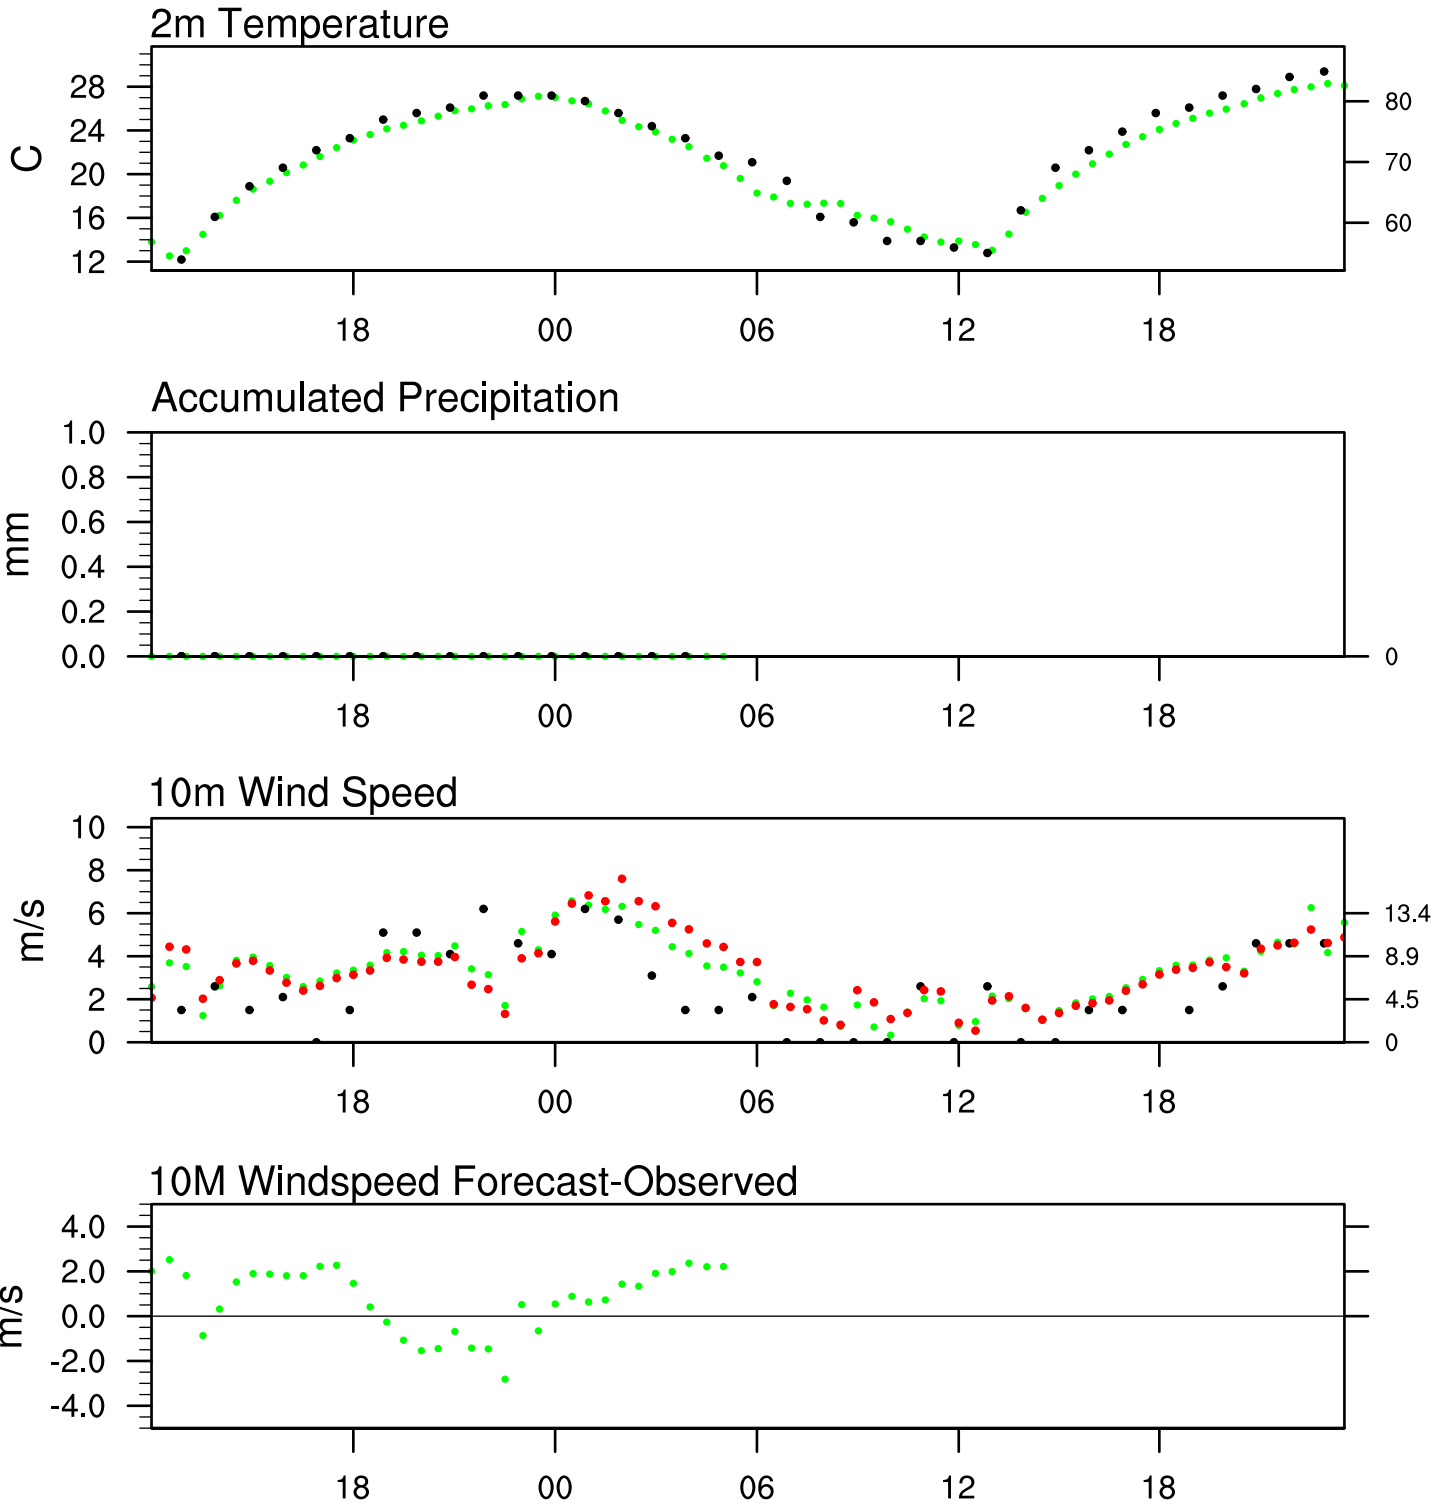 2m Temperature
28
24
20
16
12
C
80
70
60
18 00 06 12 18
Accumulated Precipitation
1.0
0.8
0.6
0.4
0.2
0.0
mm
0
18 00 06 12 18
10m Wind Speed
10
8
6
4
2
0
m/s
13.4
8.9
4.5
0
18 00 06 12 18
10M Windspeed Forecast-Observed
4.0
2.0
0.0
-2.0
-4.0
m/s
18 00 06 12 18